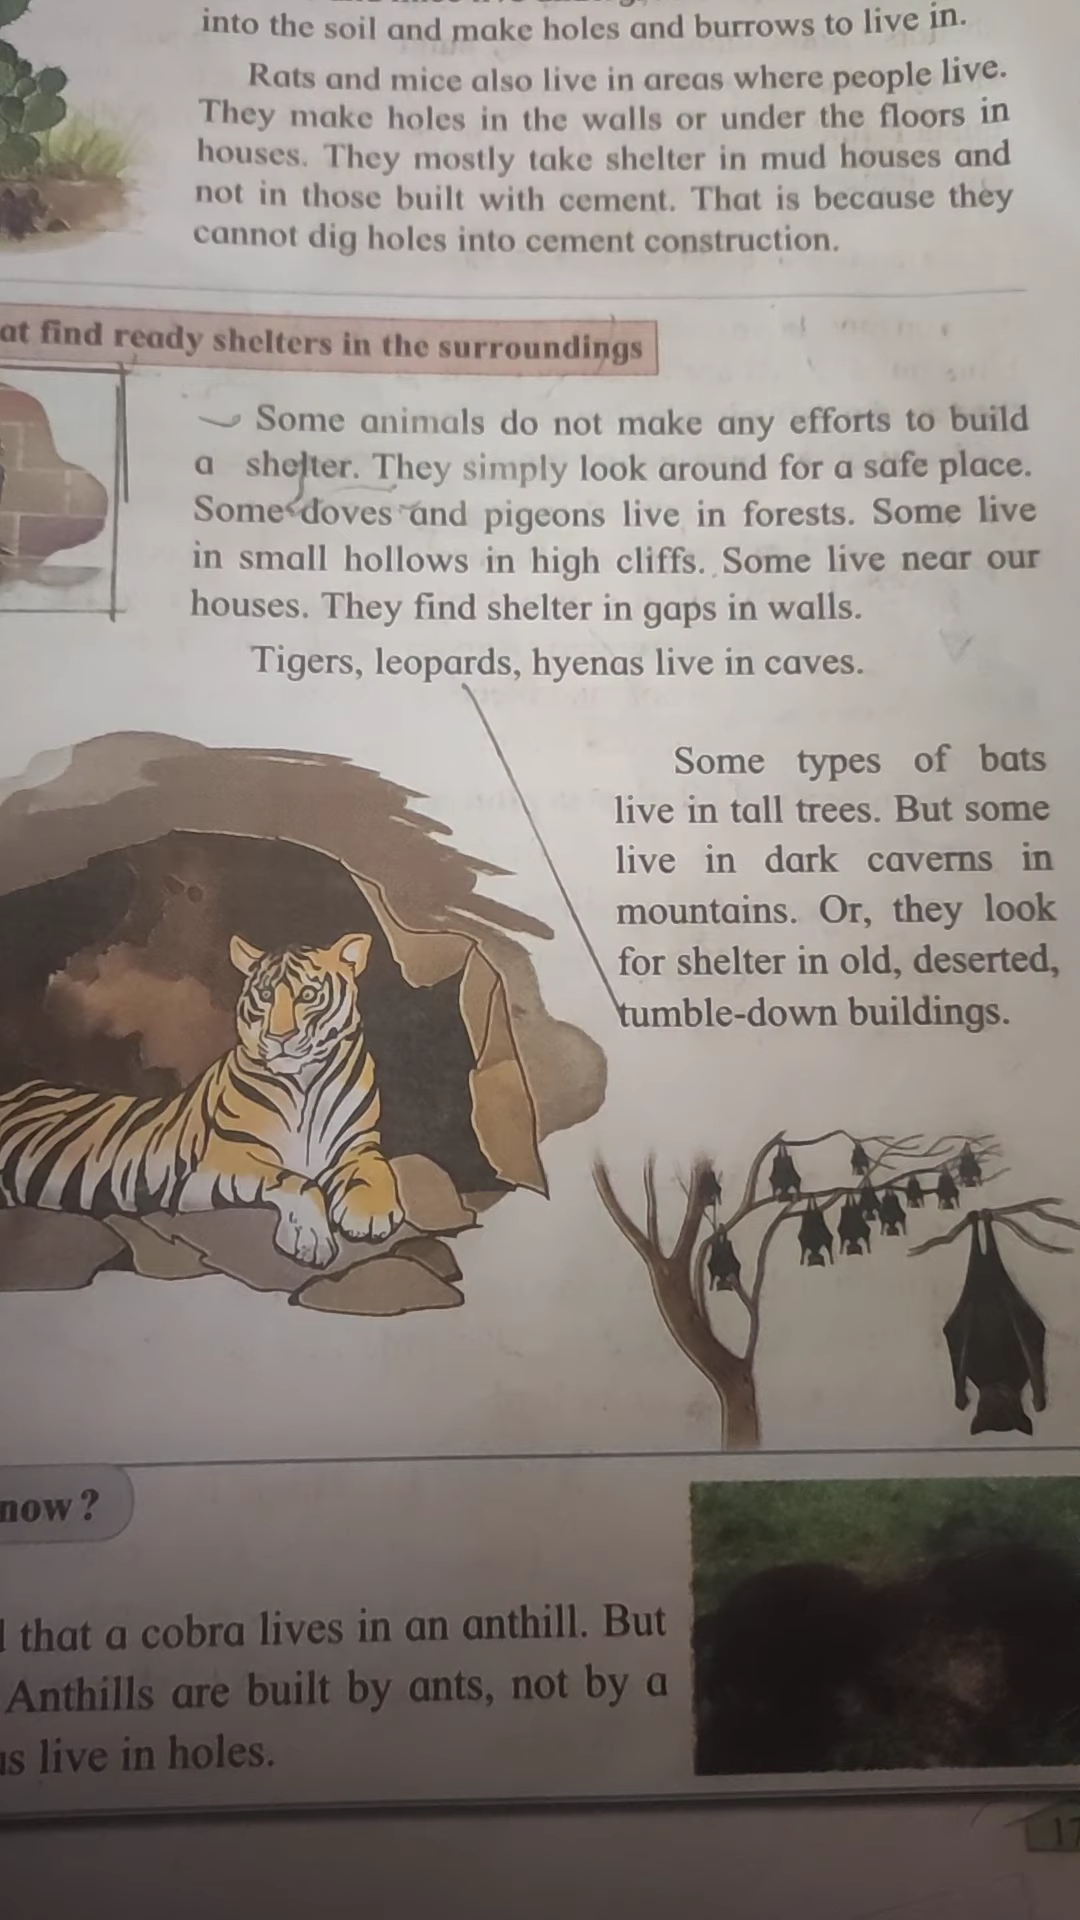 into the soil and make holes and burrows to live in.
Rats and mice also live in areas where people live.
They make holes in the walls or under the floors in
houses. They mostly take shelter in mud houses and
not in those built with cement. That is because they
cannot dig holes into cement construction.
at find ready shelters in the surroundings
Some animals do not make any efforts to build
a shelter. They simply look around for a safe place.
Some doves and pigeons live in forests. Some live
in small hollows in high cliffs. Some live near our
houses. They find shelter in gaps in walls.
Tigers, leopards, hyenas live in caves.
Some types of bats
live in tall trees. But some
live in dark caverns in
mountains. Or, they look
for shelter in old, deserted,
tumble-down buildings.
now ?
that a cobra lives in an anthill. But
Anthills are built by ants, not by a
live in holes.
17